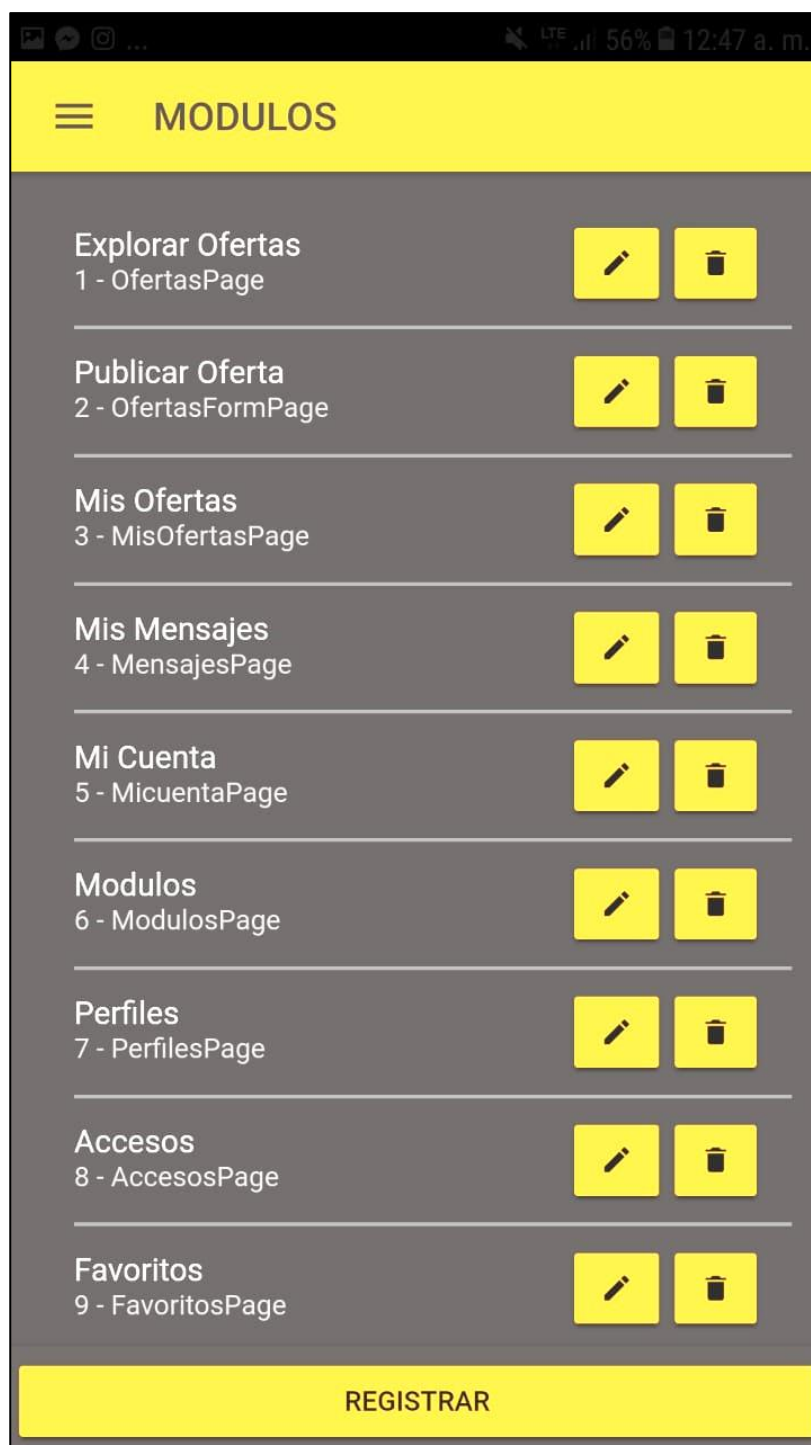 ... LTE 56% 12:47 a. m.
MODULOS
Explorar Ofertas
1 - OfertasPage
Publicar Oferta
2 - OfertasFormPage
Mis Ofertas
3 - MisOfertasPage
Mis Mensajes
4 - MensajesPage
Mi Cuenta
5 - MicuentaPage
Modulos
6 - ModulosPage
Perfiles
7 - PerfilesPage
Accesos
8 - AccesosPage
Favoritos
9 - FavoritosPage
REGISTRAR